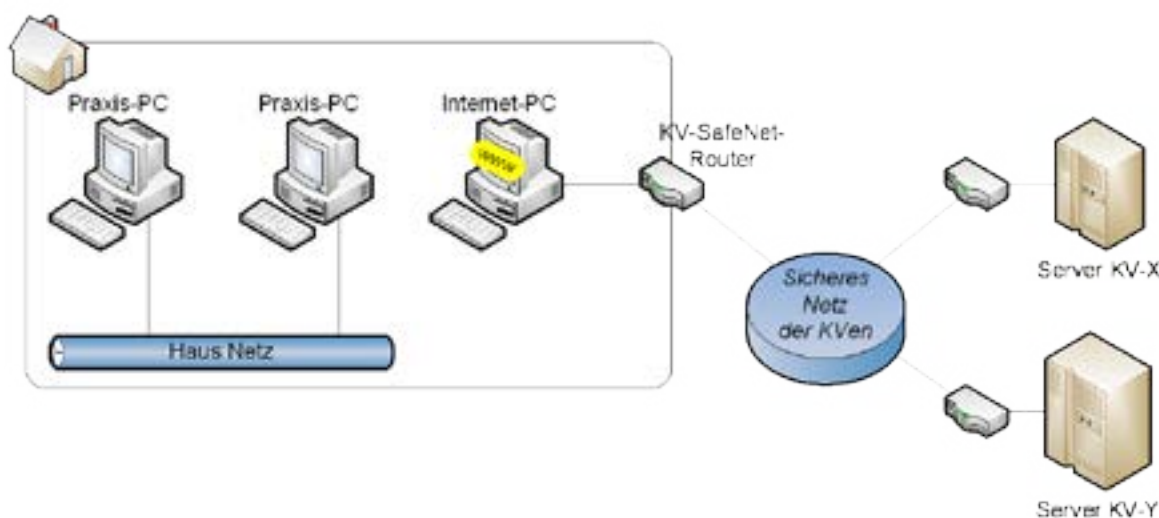 Praxis-PC
Praxis-PC
Internet-PC
www
KV-SafeNet-
Router
Haus Netz
Sicheres
Netz
der KVen
Server KV-X
Server KV-Y